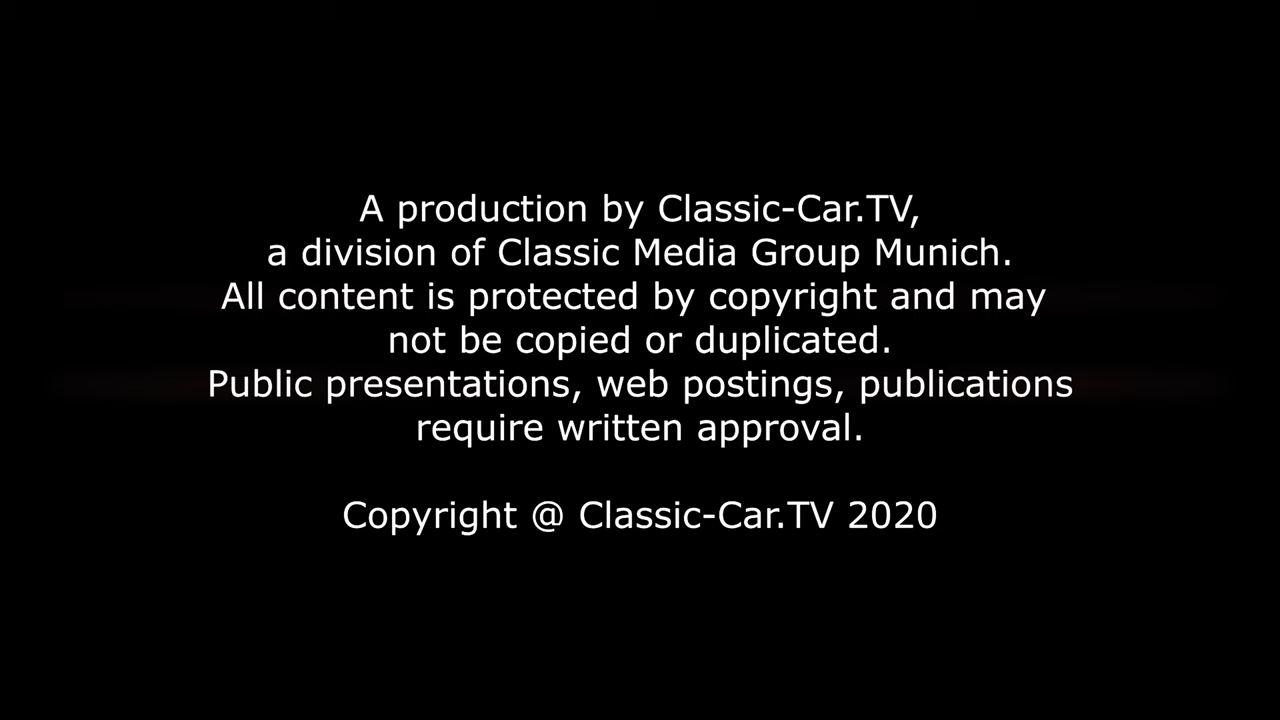 A production by Classic-Car.TV,
a division of Classic Media Group Munich.
All content is protected by copyright and may
not be copied or duplicated.
Public presentations, web postings, publications
require written approval.
Copyright @ Classic-Car.TV 2020